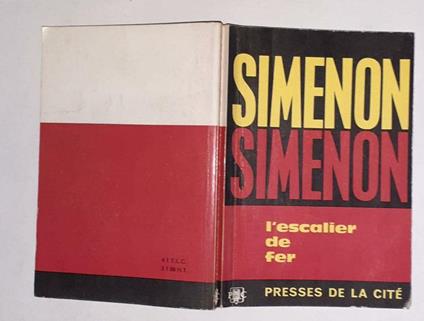 SIMENON
SIMENON
l'escalier
de
fer
PRESSES DE LA CITÉ